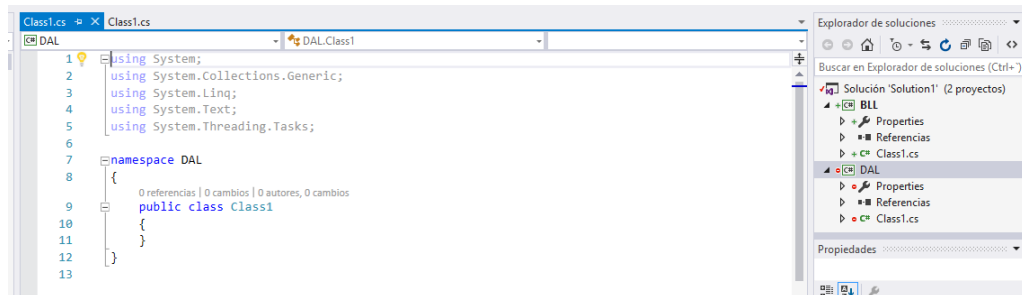 Class1.cs Class1.cs
C# DAL DAL.Class1
1 using System;
2 using System.Collections.Generic;
3 using System.Linq;
4 using System.Text;
5 using System.Threading.Tasks;
6
7 namespace DAL
8 {
0 referencias | 0 cambios | 0 autores, 0 cambios
9 public class Class1
10 {
11 }
12 }
13
Explorador de soluciones
Buscar en Explorador de soluciones (Ctrl+`)
Solución 'Solution1' (2 proyectos)
C# BLL
Properties
Referencias
C# Class1.cs
C# DAL
Properties
Referencias
C# Class1.cs
Propiedades